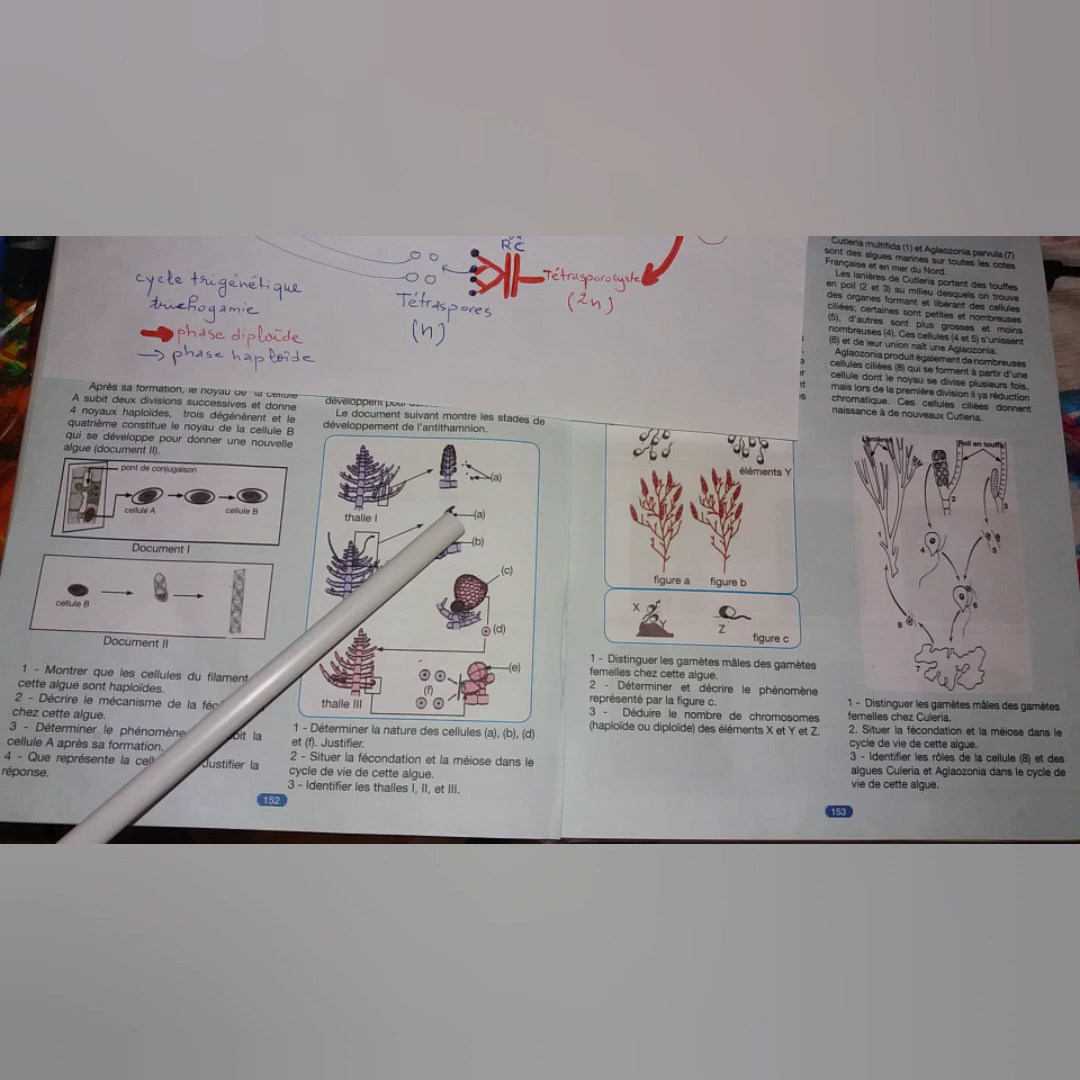 RC
Tétrasporocyste
(2n)
Tétraspores
(n)
cycle trigénétique
trichogamie
phase diploïde
phase haploïde
Après sa formation, le noyau de la cellule
A subit deux divisions successives et donne
4 noyaux haploïdes, trois dégénèrent et le
quatrième constitue le noyau de la cellule B
qui se développe pour donner une nouvelle
algue (document II).
pont de conjugaison
cellule A
cellule B
Document I
cellule B
Document II
1 - Montrer que les cellules du filament
cette algue sont haploïdes.
2 - Décrire le mécanisme de la
chez cette algue.
3 - Déterminer le phénomène
la
cellule A après sa formation.
4 - Que représente la
Justifier la
réponse.
152
développent
Le document suivant montre les stades de
développement de l'antithamnion.
(a)
thalle I
(a)
(b)
(c)
(d)
(e)
(f)
thalle III
1 - Déterminer la nature des cellules (a), (b), (d)
et (f). Justifier.
2 - Situer la fécondation et la méiose dans le
cycle de vie de cette algue.
3 - Identifier les thalles I, II, et III.
éléments Y
figure a
figure b
X
Y
Z
figure c
1 - Distinguer les gamètes mâles des gamètes
femelles chez cette algue.
2 - Déterminer et décrire le phénomène
représenté par la figure c.
3 - Déduire le nombre de chromosomes
(haploïde ou diploïde) des éléments X et Y et Z.
Cutleria multifida (1) et Aglaozonia parvula (7)
sont des algues marines sur toutes les cotes
Française et en mer du Nord.
Les lanières de Cutleria portent des touffes
en poil (2 et 3) au milieu desquels on trouve
des organes formant et libérant des cellules
ciliées; certaines sont petites et nombreuses
(5), d'autres sont plus grosses et moins
nombreuses (4). Ces cellules (4 et 5) s'unissent
(6) et de leur union naît une Aglaozonia.
Aglaozonia produit également de nombreuses
cellules ciliées (8) qui se forment à partir d'une
cellule dont le noyau se divise plusieurs fois,
mais lors de la première division il ya réduction
chromatique. Ces cellules ciliées donnent
naissance à de nouveaux Cutleria.
Lanières
Poil en touffe
2
3
1
4
5
6
8
7
1 - Distinguer les gamètes mâles des gamètes
femelles chez Culeria.
2. Situer la fécondation et la méiose dans le
cycle de vie de cette algue.
3 - Identifier les rôles de la cellule (8) et des
algues Culeria et Aglaozonia dans le cycle de
vie de cette algue.
153